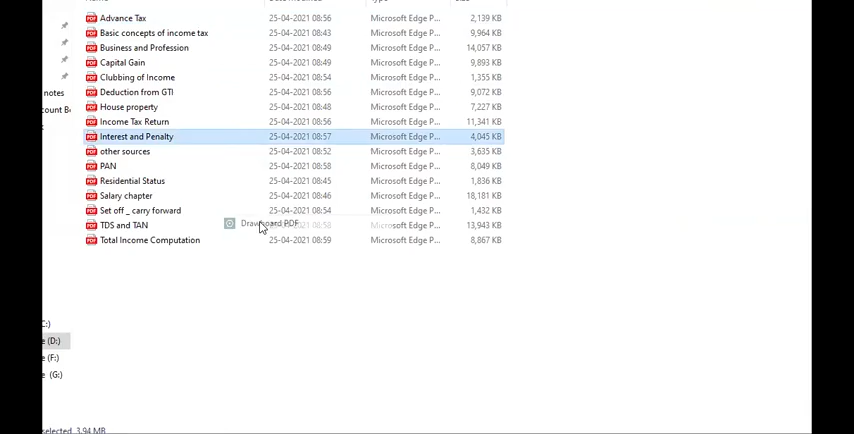 Advance Tax 25-04-2021 08:56 Microsoft Edge P... 2,139 KB
Basic concepts of income tax 25-04-2021 08:43 Microsoft Edge P... 9,964 KB
Business and Profession 25-04-2021 08:49 Microsoft Edge P... 14,057 KB
Capital Gain 25-04-2021 08:49 Microsoft Edge P... 9,893 KB
Clubbing of Income 25-04-2021 08:54 Microsoft Edge P... 1,355 KB
notes Deduction from GTI 25-04-2021 08:56 Microsoft Edge P... 9,072 KB
count B House property 25-04-2021 08:48 Microsoft Edge P... 7,227 KB
Income Tax Return 25-04-2021 08:56 Microsoft Edge P... 11,341 KB
Interest and Penalty 25-04-2021 08:57 Microsoft Edge P... 4,045 KB
other sources 25-04-2021 08:52 Microsoft Edge P... 3,635 KB
PAN 25-04-2021 08:58 Microsoft Edge P... 8,049 KB
Residential Status 25-04-2021 08:45 Microsoft Edge P... 1,836 KB
Salary chapter 25-04-2021 08:46 Microsoft Edge P... 18,181 KB
Set off _ carry forward 25-04-2021 08:54 Microsoft Edge P... 1,432 KB
TDS and TAN Drawboard PDF 08:58 Microsoft Edge P... 13,943 KB
Total Income Computation 25-04-2021 08:59 Microsoft Edge P... 8,867 KB
C:)
e (D:)
e (F:)
e (G:)
selected 3.94 MB